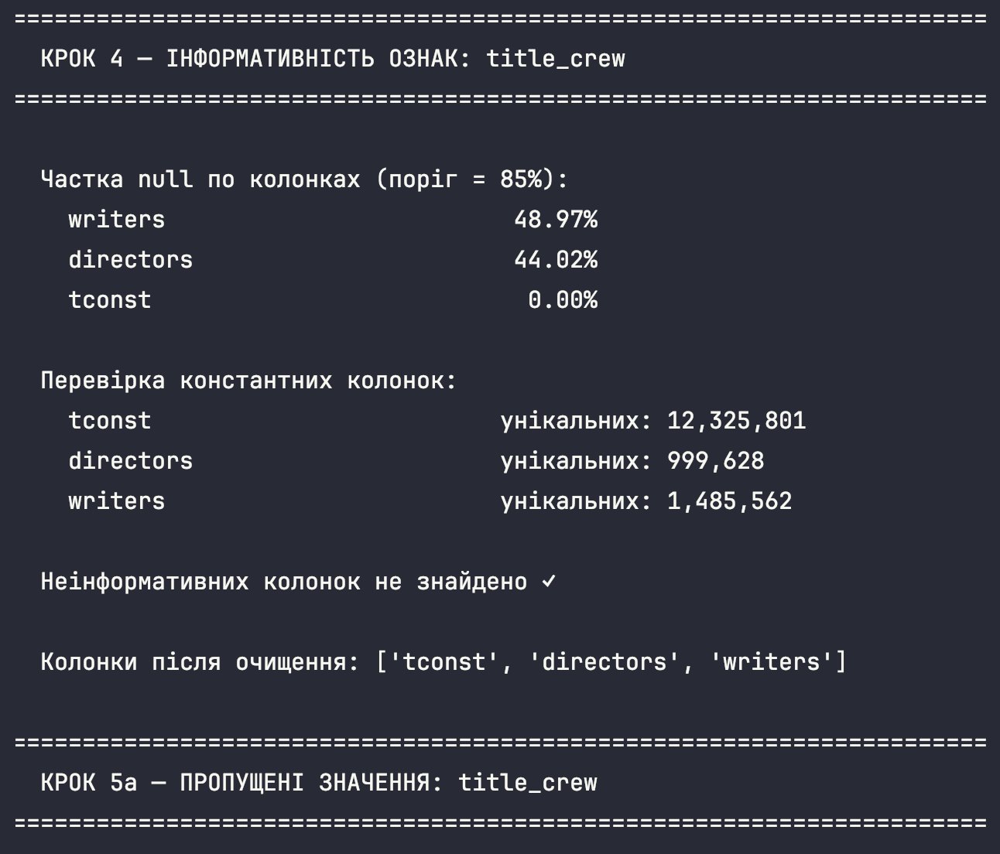 ======================================================================
КРОК 4 — ІНФОРМАТИВНІСТЬ ОЗНАК: title_crew
======================================================================
Частка null по колонках (поріг = 85%):
writers 48.97%
directors 44.02%
tconst 0.00%
Перевірка константних колонок:
tconst унікальних: 12,325,801
directors унікальних: 999,628
writers унікальних: 1,485,562
Неінформативних колонок не знайдено ✓
Колонки після очищення: ['tconst', 'directors', 'writers']
======================================================================
КРОК 5а — ПРОПУЩЕНІ ЗНАЧЕННЯ: title_crew
======================================================================